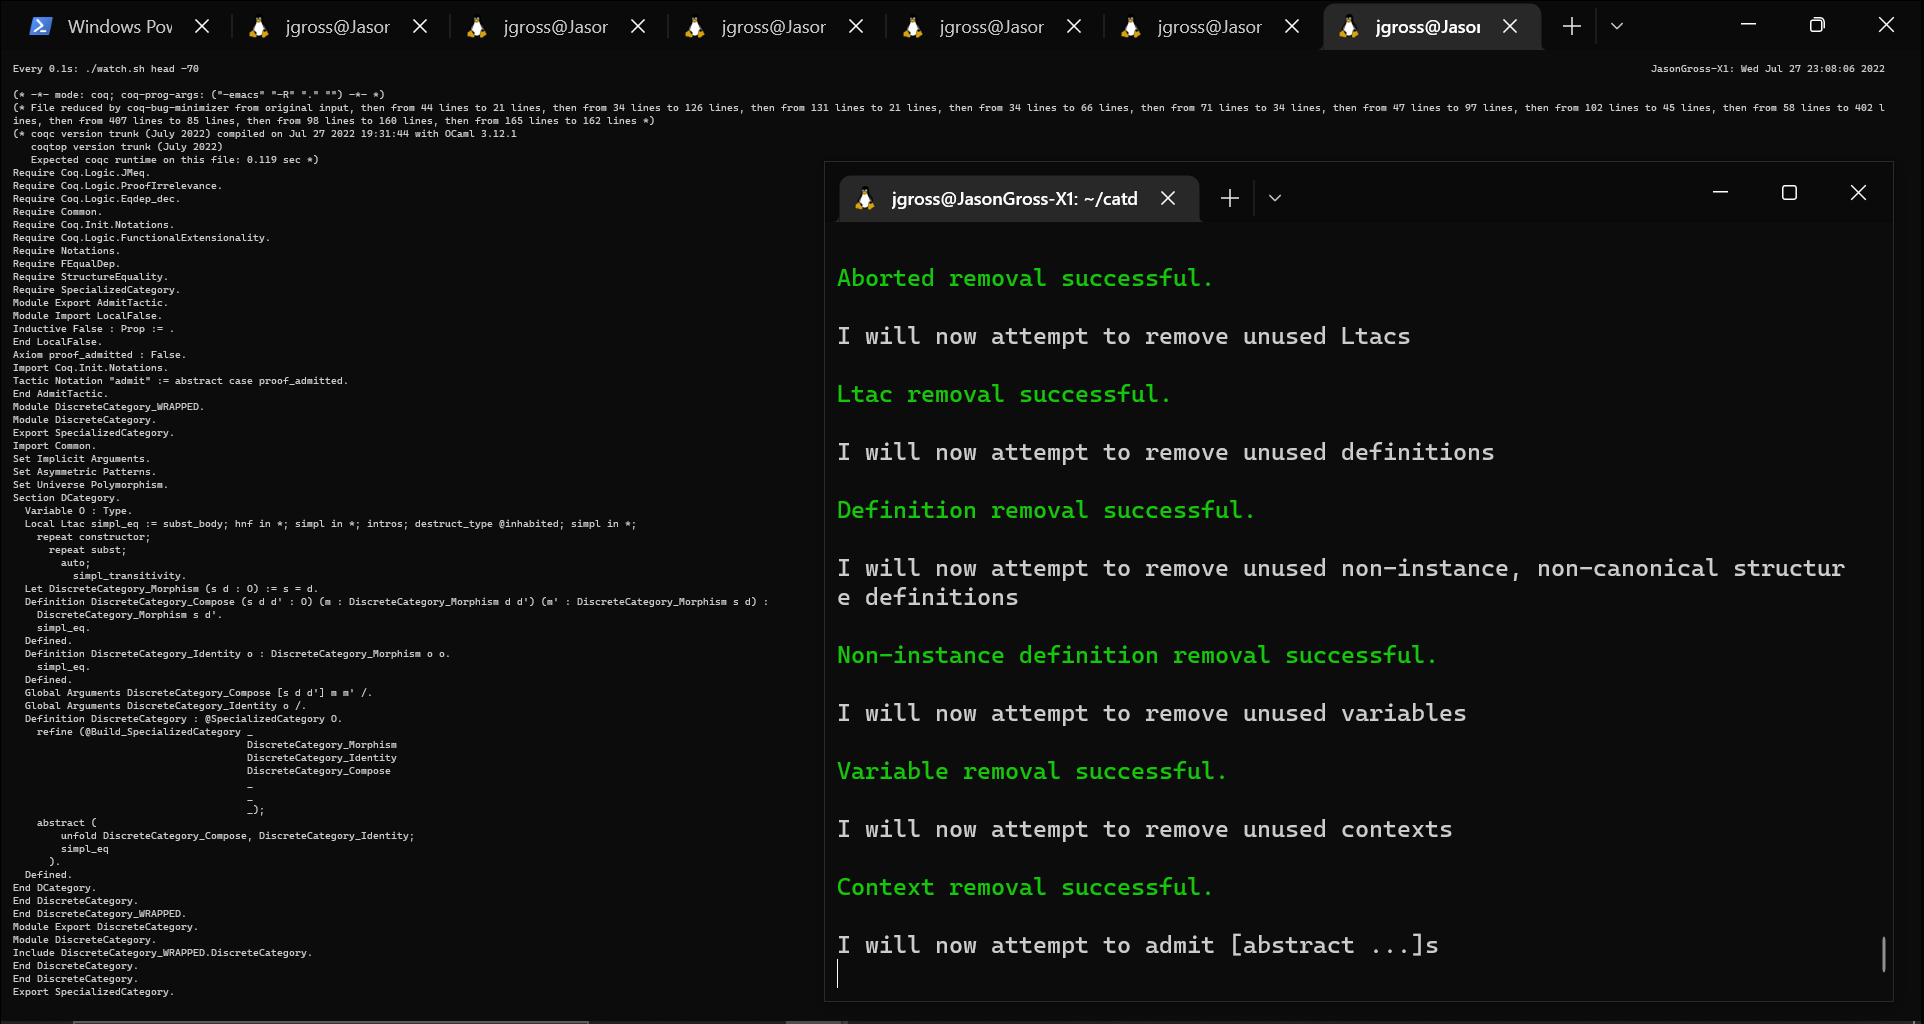 Windows Pov
jgross@Jasor
jgross@Jasor
jgross@Jasor
jgross@Jasor
jgross@Jasor
jgross@Jasor
Every 0.1s: ./watch.sh head -70
JasonGross-X1: Wed Jul 27 23:08:06 2022
(* -*- mode: coq; coq-prog-args: ("-emacs" "-R" "." "") -*- *)
(* File reduced by coq-bug-minimizer from original input, then from 44 lines to 21 lines, then from 34 lines to 126 lines, then from 131 lines to 21 lines, then from 34 lines to 66 lines, then from 71 lines to 34 lines, then from 47 lines to 97 lines, then from 102 lines to 45 lines, then from 58 lines to 402 l
ines, then from 407 lines to 85 lines, then from 98 lines to 160 lines, then from 165 lines to 162 lines *)
(* coqc version trunk (July 2022) compiled on Jul 27 2022 19:31:44 with OCaml 3.12.1
coqtop version trunk (July 2022)
Expected coqc runtime on this file: 0.119 sec *)
Require Coq.Logic.JMeq.
Require Coq.Logic.ProofIrrelevance.
Require Coq.Logic.Eqdep_dec.
Require Common.
Require Coq.Init.Notations.
Require Coq.Logic.FunctionalExtensionality.
Require Notations.
Require FEqualDep.
Require StructureEquality.
Require SpecializedCategory.
Module Export AdmitTactic.
Module Import LocalFalse.
Inductive False : Prop := .
End LocalFalse.
Axiom proof_admitted : False.
Import Coq.Init.Notations.
Tactic Notation "admit" := abstract case proof_admitted.
End AdmitTactic.
Module DiscreteCategory_WRAPPED.
Module DiscreteCategory.
Export SpecializedCategory.
Import Common.
Set Implicit Arguments.
Set Asymmetric Patterns.
Set Universe Polymorphism.
Section DCategory.
Variable O : Type.
Local Ltac simpl_eq := subst_body; hnf in *; simpl in *; intros; destruct_type @inhabited; simpl in *;
repeat constructor;
repeat subst;
auto;
simpl_transitivity.
Let DiscreteCategory_Morphism (s d : O) := s = d.
Definition DiscreteCategory_Compose (s d d' : O) (m : DiscreteCategory_Morphism d d') (m' : DiscreteCategory_Morphism s d) :
DiscreteCategory_Morphism s d'.
simpl_eq.
Defined.
Definition DiscreteCategory_Identity o : DiscreteCategory_Morphism o o.
simpl_eq.
Defined.
Global Arguments DiscreteCategory_Compose [s d d'] m m' /.
Global Arguments DiscreteCategory_Identity o /.
Definition DiscreteCategory : @SpecializedCategory O.
refine (@Build_SpecializedCategory _
DiscreteCategory_Morphism
DiscreteCategory_Identity
DiscreteCategory_Compose
_
_
_);
abstract (
unfold DiscreteCategory_Compose, DiscreteCategory_Identity;
simpl_eq
).
Defined.
End DCategory.
End DiscreteCategory.
End DiscreteCategory_WRAPPED.
Module Export DiscreteCategory.
Module DiscreteCategory.
Include DiscreteCategory_WRAPPED.DiscreteCategory.
End DiscreteCategory.
End DiscreteCategory.
Export SpecializedCategory.
jgross@JasonGross-X1: ~/catd
Aborted removal successful.
I will now attempt to remove unused Ltacs
Ltac removal successful.
I will now attempt to remove unused definitions
Definition removal successful.
I will now attempt to remove unused non-instance, non-canonical structur
e definitions
Non-instance definition removal successful.
I will now attempt to remove unused variables
Variable removal successful.
I will now attempt to remove unused contexts
Context removal successful.
I will now attempt to admit [abstract ...]s